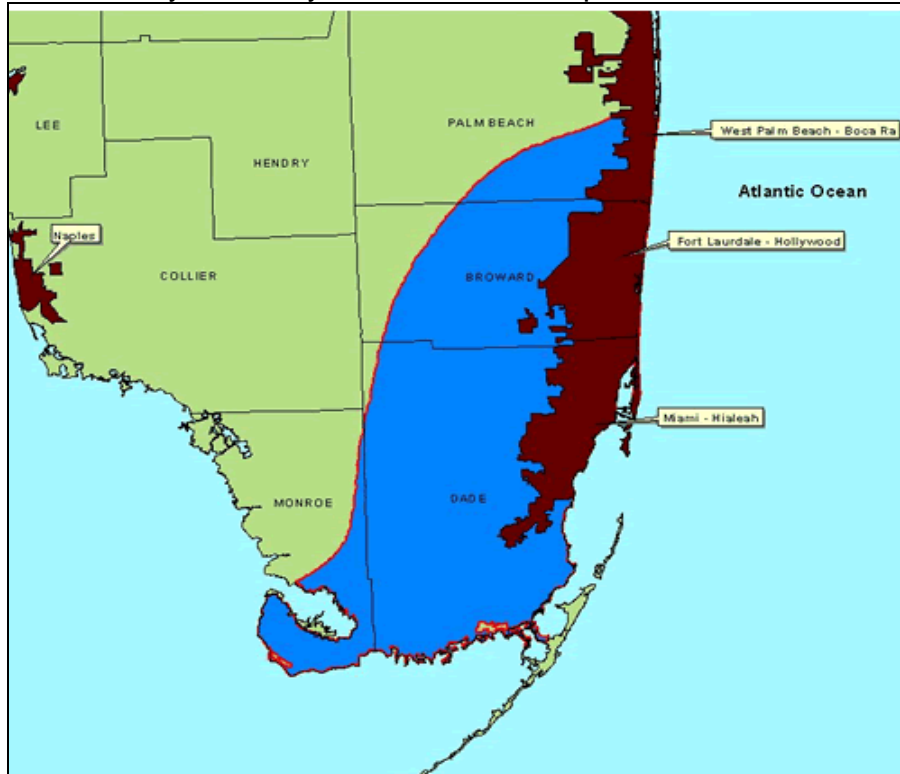 LEE
PALM BEACH
West Palm Beach - Boca Ra
HENDRY
Atlantic Ocean
Naples
Fort Laurdale - Hollywood
COLLIER
BROWARD
Miami - Hialeah
MONROE
DADE